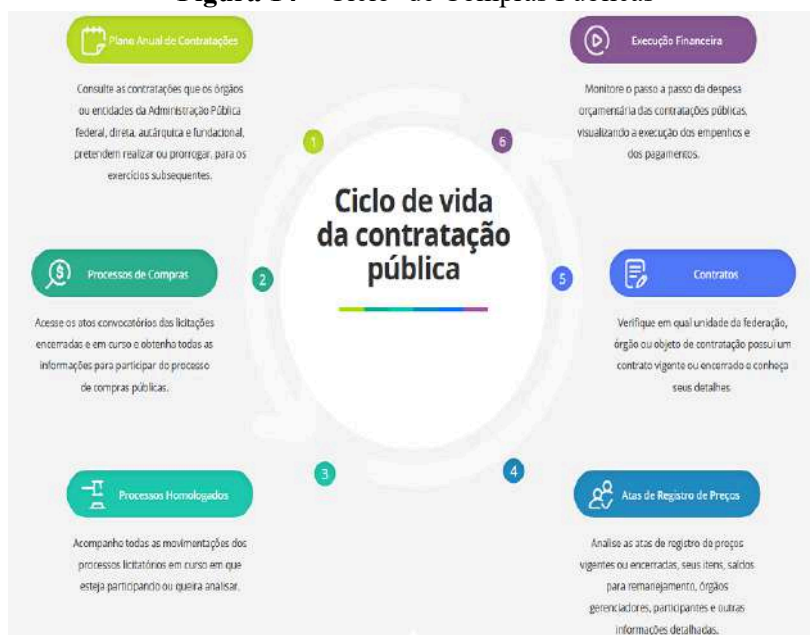 Plano Anual de Contratações
Consulte as contratações que os órgãos
ou entidades da Administração Pública
federal, direta, autárquica e fundacional,
pretendem realizar ou prorrogar, para os
exercícios subsequentes.
1
Processos de Compras
2
Acesse os atos convocatórios das licitações
encerradas e em curso e obtenha todas as
informações para participar do processo
de compras públicas.
Processos Homologados
3
Acompanhe todas as movimentações dos
processos licitatórios em curso em que
esteja participando ou queira analisar.
Ciclo de vida
da contratação
pública
Execução Financeira
6
Monitore o passo a passo da despesa
orçamentária das contratações públicas,
visualizando a execução dos empenhos e
dos pagamentos.
5
Contratos
Verifique em qual unidade da federação,
órgão ou objeto de contratação possui um
contrato vigente ou encerrado e conheça
seus detalhes.
4
Atas de Registro de Preços
Analise as atas de registro de preços
vigentes ou encerradas, seus itens, saldos
para remanejamento, órgãos
gerenciadores, participantes e outras
informações detalhadas.